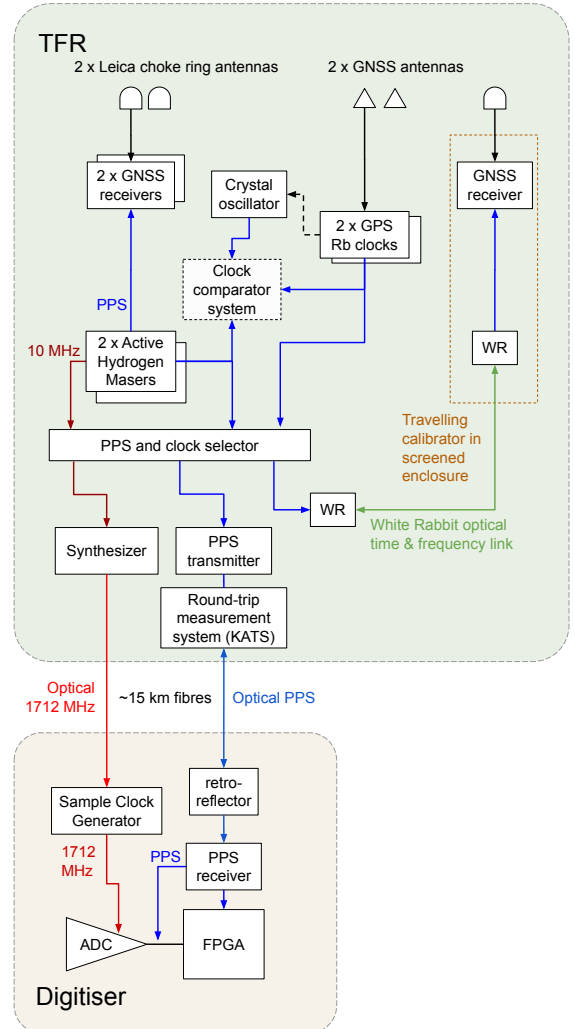 TFR
2 x Leica choke ring antennas
2 x GNSS antennas
2 x GNSS
receivers
Crystal
oscillator
2 x GPS
Rb clocks
GNSS
receiver
Clock
comparator
system
PPS
10 MHz
2 x Active
Hydrogen
Masers
WR
Travelling
calibrator in
screened
enclosure
PPS and clock selector
WR
White Rabbit optical
time & frequency link
Synthesizer
PPS
transmitter
Round-trip
measurement
system (KATS)
Optical
1712 MHz
~15 km fibres
Optical PPS
retro-
reflector
Sample Clock
Generator
1712
MHz
PPS
PPS
receiver
ADC
FPGA
Digitiser